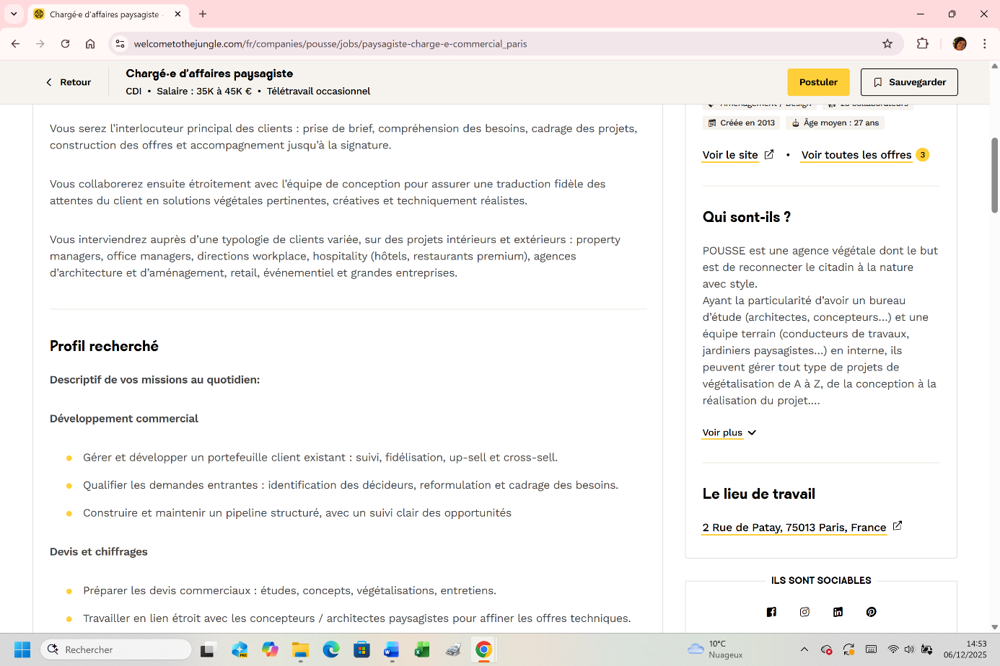 Chargé·e d'affaires paysagiste -
welcometothejungle.com/fr/companies/pousse/jobs/paysagiste-charge-e-commercial_paris
Retour
Chargé·e d'affaires paysagiste
CDI • Salaire : 35K à 45K € • Télétravail occasionnel
Postuler
Sauvegarder
Vous serez l'interlocuteur principal des clients : prise de brief, compréhension des besoins, cadrage des projets,
construction des offres et accompagnement jusqu'à la signature.
Vous collaborerez ensuite étroitement avec l'équipe de conception pour assurer une traduction fidèle des
attentes du client en solutions végétales pertinentes, créatives et techniquement réalistes.
Vous interviendrez auprès d'une typologie de clients variée, sur des projets intérieurs et extérieurs : property
managers, office managers, directions workplace, hospitality (hôtels, restaurants premium), agences
d'architecture et d'aménagement, retail, événementiel et grandes entreprises.
Profil recherché
Descriptif de vos missions au quotidien:
Développement commercial
Gérer et développer un portefeuille client existant : suivi, fidélisation, up-sell et cross-sell.
Qualifier les demandes entrantes : identification des décideurs, reformulation et cadrage des besoins.
Construire et maintenir un pipeline structuré, avec un suivi clair des opportunités
Devis et chiffrages
Préparer les devis commerciaux : études, concepts, végétalisations, entretiens.
Travailler en lien étroit avec les concepteurs / architectes paysagistes pour affiner les offres techniques.
Créée en 2013
Âge moyen : 27 ans
Voir le site • Voir toutes les offres 3
Qui sont-ils ?
POUSSE est une agence végétale dont le but
est de reconnecter le citadin à la nature
avec style.
Ayant la particularité d'avoir un bureau
d'étude (architectes, concepteurs...) et une
équipe terrain (conducteurs de travaux,
jardiniers paysagistes...) en interne, ils
peuvent gérer tout type de projets de
végétalisation de A à Z, de la conception à la
réalisation du projet....
Voir plus
Le lieu de travail
2 Rue de Patay, 75013 Paris, France
ILS SONT SOCIABLES
Rechercher
PRE
10°C
Nuageux
14:53
06/12/2025